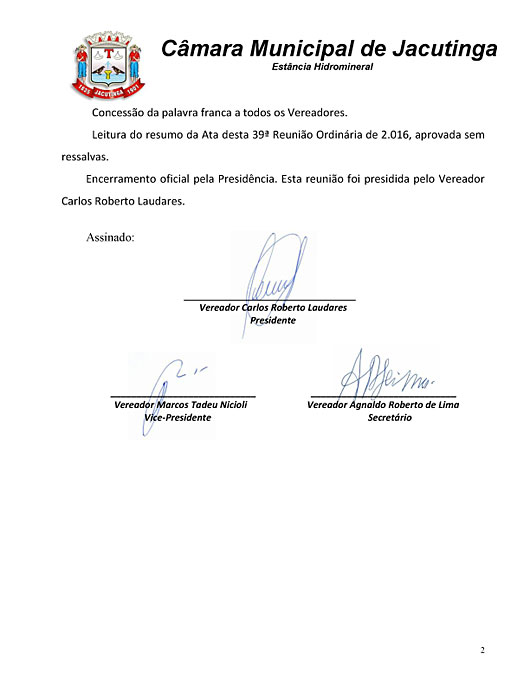 Câmara Municipal de Jacutinga
Estância Hidromineral
1835 JACUTINGA 1901
Concessão da palavra franca a todos os Vereadores.
Leitura do resumo da Ata desta 39ª Reunião Ordinária de 2.016, aprovada sem
ressalvas.
Encerramento oficial pela Presidência. Esta reunião foi presidida pelo Vereador
Carlos Roberto Laudares.
Assinado:
Vereador Carlos Roberto Laudares
Presidente
Vereador Marcos Tadeu Nicioli
Vice-Presidente
Vereador Agnaldo Roberto de Lima
Secretário
2